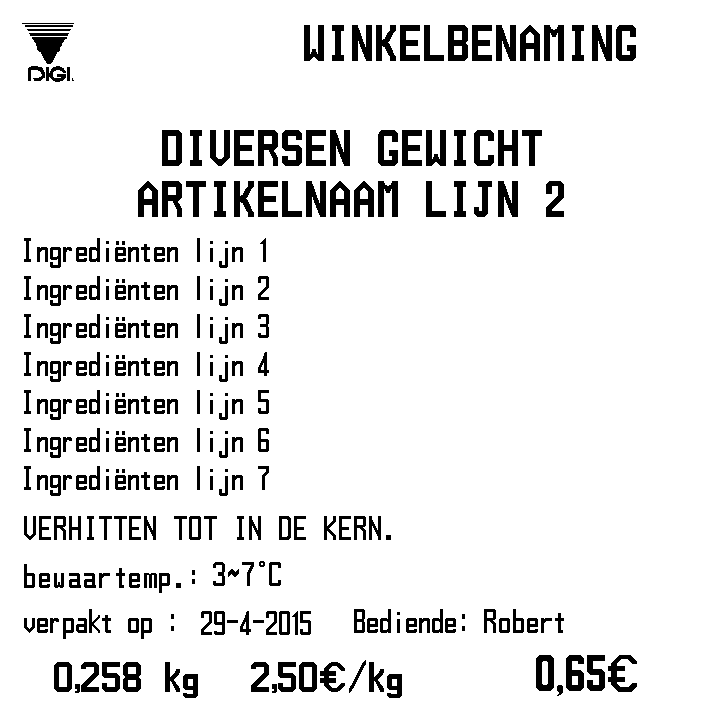 DIGI.
WINKELBENAMING
DIVERSEN GEWICHT
ARTIKELNAAM LIJN 2
Ingrediënten lijn 1
Ingrediënten lijn 2
Ingrediënten lijn 3
Ingrediënten lijn 4
Ingrediënten lijn 5
Ingrediënten lijn 6
Ingrediënten lijn 7
VERHITTEN TOT IN DE KERN.
bewaartemp.: 3~7°C
verpakt op : 29-4-2015 Bediende: Robert
0,258 kg 2,50€/kg 0,65€